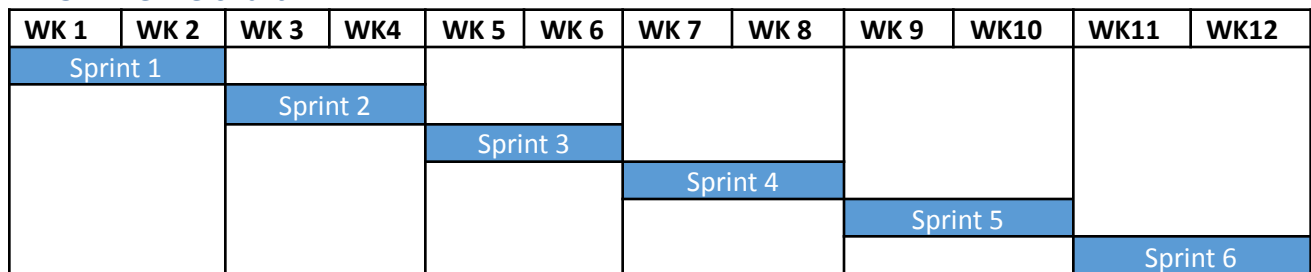 WK 1 WK 2 WK 3 WK4 WK 5 WK 6 WK 7 WK 8 WK 9 WK10 WK11 WK12
Sprint 1
Sprint 2
Sprint 3
Sprint 4
Sprint 5
Sprint 6